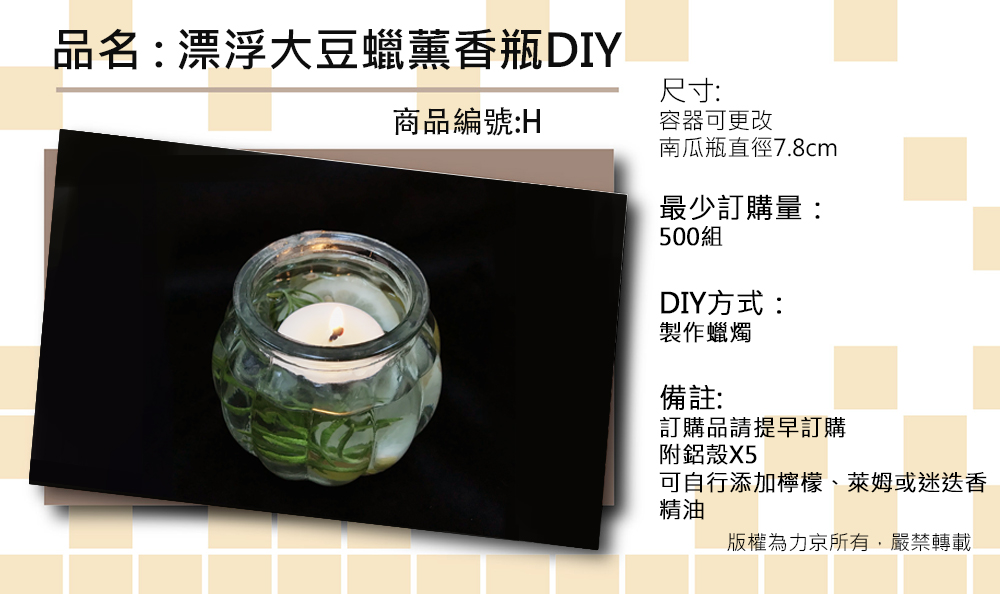 品名 : 漂浮大豆蠟薰香瓶DIY
商品編號:H
尺寸:
容器可更改
南瓜瓶直徑7.8cm
最少訂購量：
500組
DIY方式：
製作蠟燭
備註:
訂購品請提早訂購
附鋁殼X5
可自行添加檸檬、萊姆或迷迭香
精油
版權為力京所有，嚴禁轉載